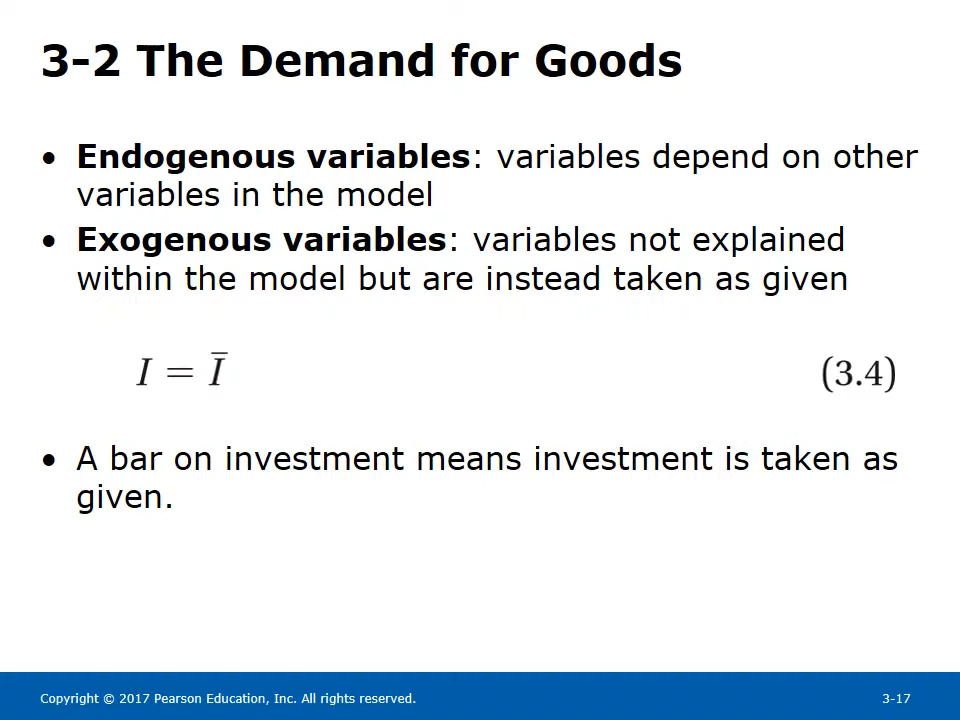 3-2 The Demand for Goods
• Endogenous variables: variables depend on other
variables in the model
• Exogenous variables: variables not explained
within the model but are instead taken as given
I = Ī (3.4)
• A bar on investment means investment is taken as
given.
Copyright © 2017 Pearson Education, Inc. All rights reserved. 3-17